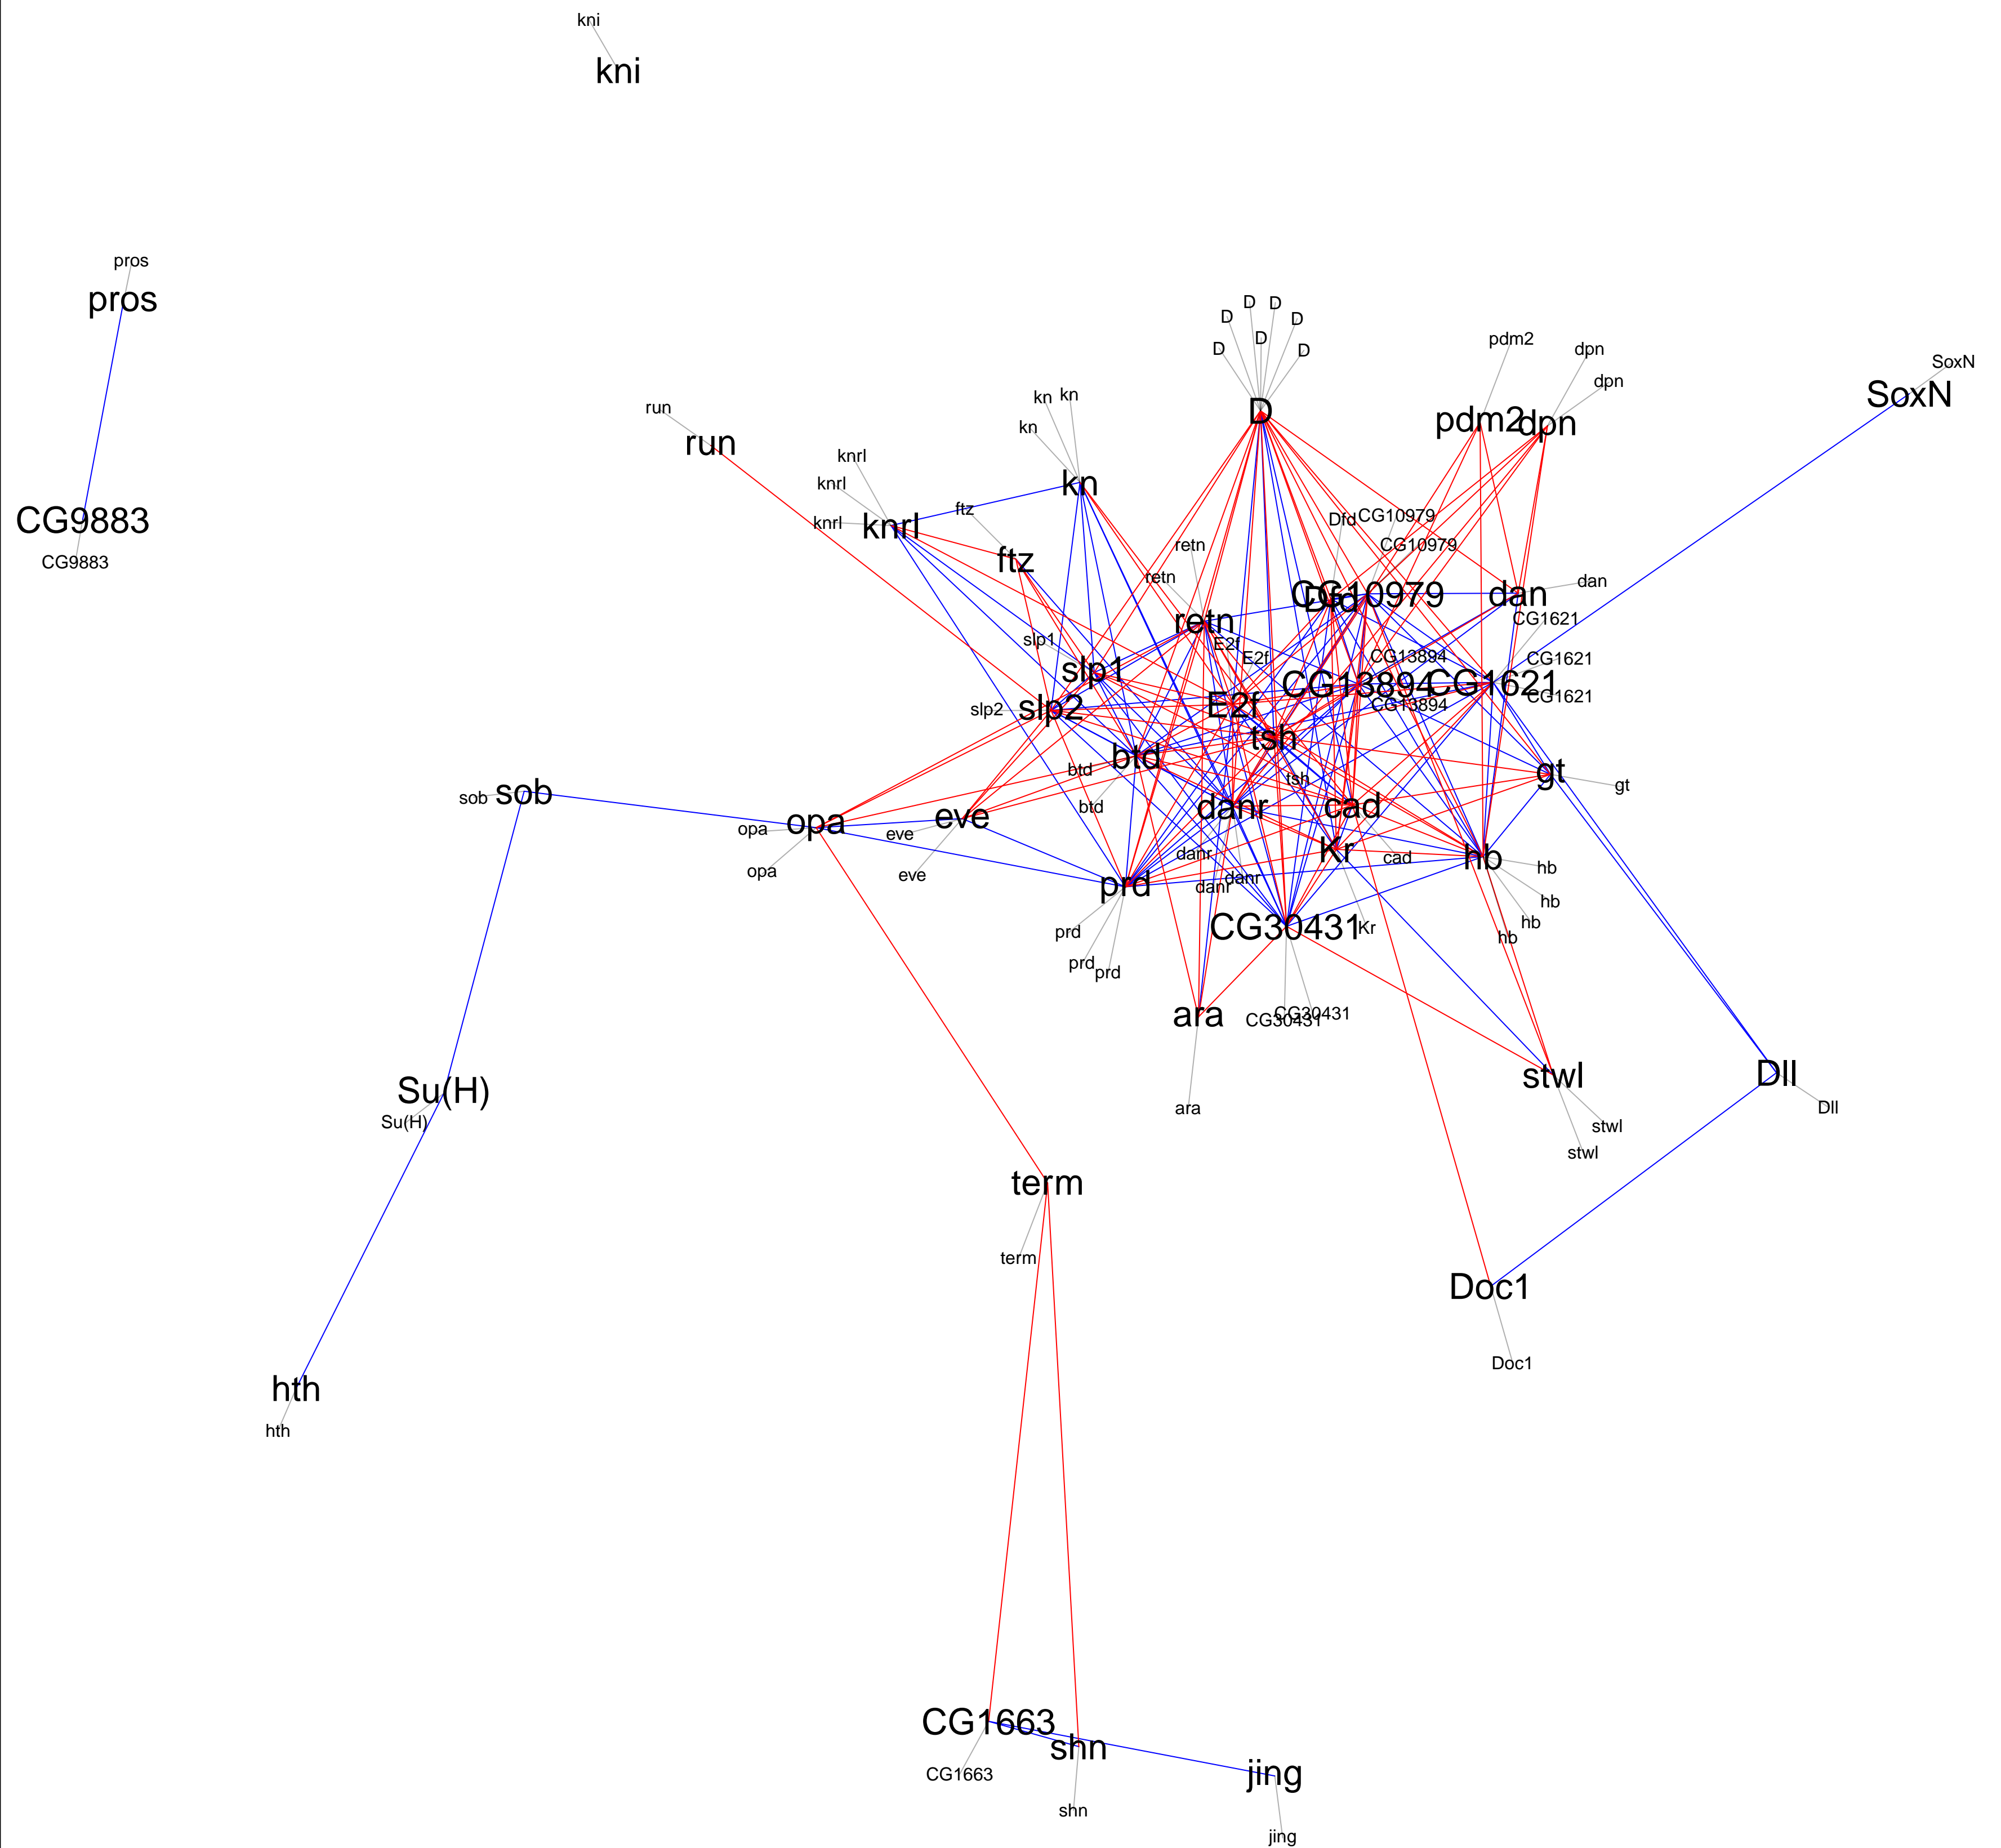 kni
kni
pros
pros
CG9883
CG9883
D
D
D
D
D
D
D
D
pdm2
dpn
dpn
pdm2
dpn
SoxN
SoxN
run
run
kn
kn
kn
kn
knrl
knrl
knrl
knrl
ftz
ftz
retn
retn
retn
Dfd
CG10979
CG10979
CG10979
Dfd
dan
dan
CG1621
CG1621
CG1621
CG1621
E2f
E2f
E2f
CG13894
CG13894
CG13894
slp1
slp1
slp2
slp2
tsh
tsh
btd
btd
btd
gt
gt
sob
sob
opa
opa
opa
eve
eve
eve
danr
danr
danr
danr
cad
cad
Kr
Kr
hb
hb
hb
hb
hb
prd
prd
prd
prd
CG30431
CG30431
CG30431
ara
ara
stwl
stwl
stwl
Dll
Dll
Su(H)
Su(H)
term
term
Doc1
Doc1
hth
hth
CG1663
CG1663
shn
shn
jing
jing